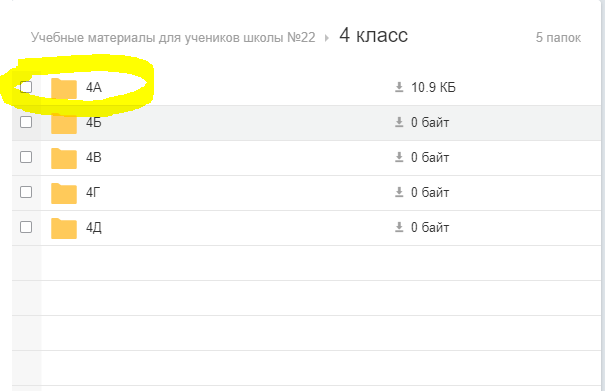 Учебные материалы для учеников школы №22 ▸ 4 класс 5 папок
4А 10.9 КБ
4Б 0 байт
4В 0 байт
4Г 0 байт
4Д 0 байт